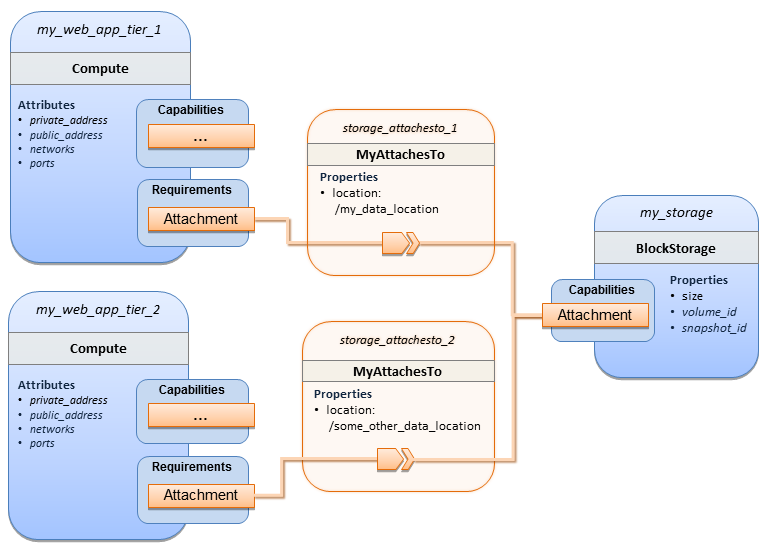 my_web_app_tier_1
Compute
Attributes
• private_address
• public_address
• networks
• ports
Capabilities
...
Requirements
Attachment
storage_attachesto_1
MyAttachesTo
Properties
• location:
/my_data_location
my_storage
BlockStorage
Capabilities
Attachment
Properties
• size
• volume_id
• snapshot_id
my_web_app_tier_2
Compute
Attributes
• private_address
• public_address
• networks
• ports
Capabilities
...
Requirements
Attachment
storage_attachesto_2
MyAttachesTo
Properties
• location:
/some_other_data_location